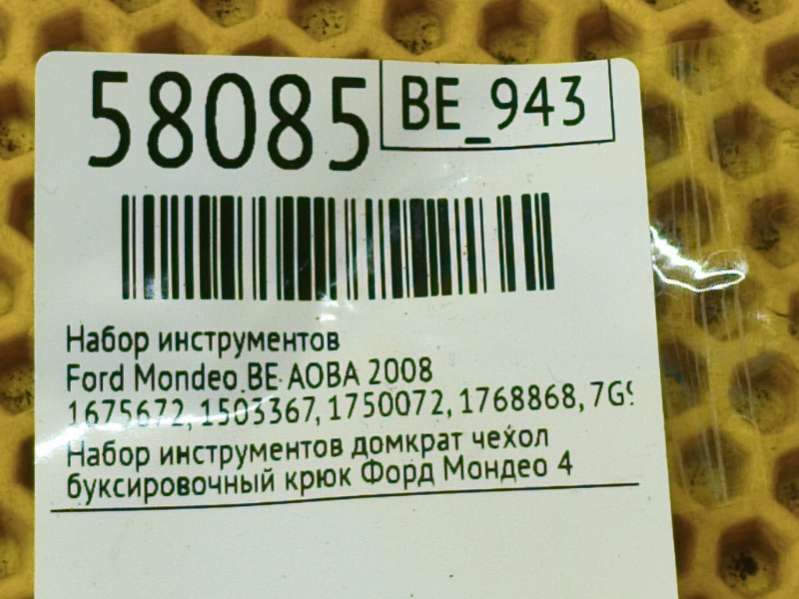 58085
BE_943
Набор инструментов
Ford Mondeo BE AOBA 2008
1675672, 1503367, 1750072, 1768868, 7G9
Набор инструментов домкрат чехол
буксировочный крюк Форд Мондео 4